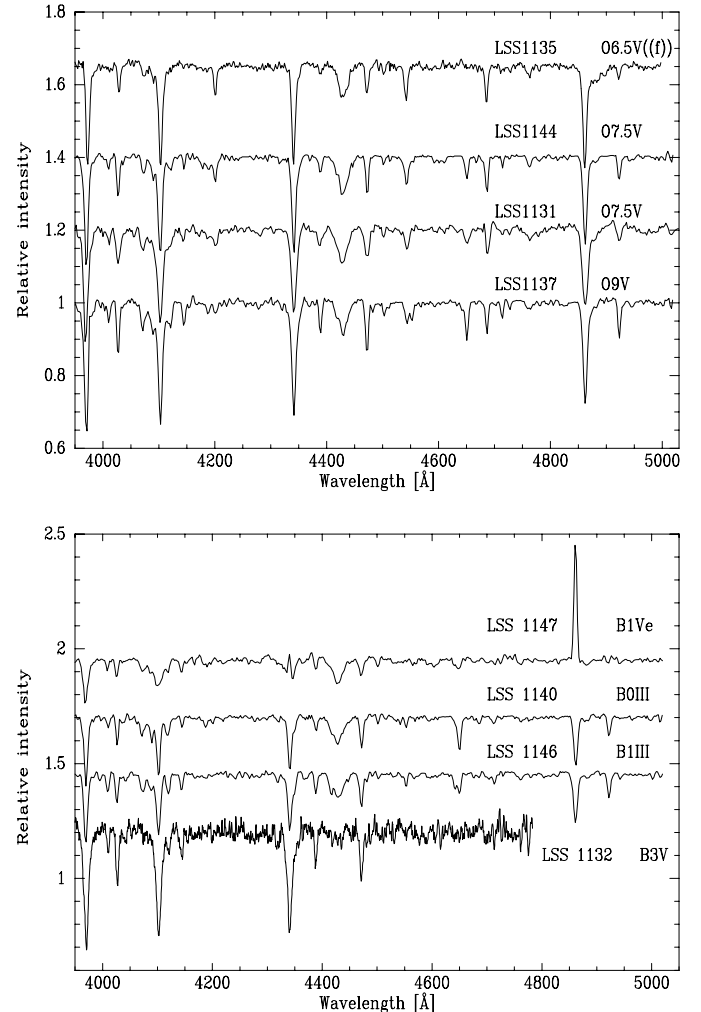 1.8
LSS1135 O6.5V((f))
1.6
LSS1144 O7.5V
1.4
LSS1131 O7.5V
1.2
LSS1137 O9V
1
0.8
0.6
Relative intensity
4000 4200 4400 4600 4800 5000
Wavelength [Å]
2.5
LSS 1147 B1Ve
2
LSS 1140 B0III
LSS 1146 B1III
1.5
LSS 1132 B3V
1
Relative intensity
4000 4200 4400 4600 4800 5000
Wavelength [Å]